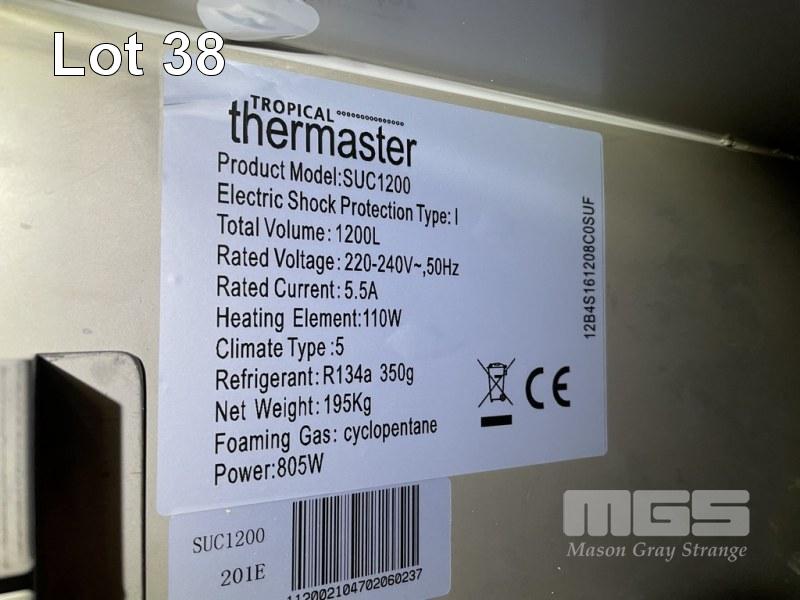 Lot 38
TROPICAL
thermaster
Product Model:SUC1200
Electric Shock Protection Type: I
Total Volume: 1200L
Rated Voltage: 220-240V~,50Hz
Rated Current: 5.5A
Heating Element:110W
Climate Type :5
Refrigerant: R134a 350g
Net Weight: 195Kg
Foaming Gas: cyclopentane
Power:805W
CE
12B4S161208C0SUF
SUC1200
201E
112002104702060237
MGS
Mason Gray Strange